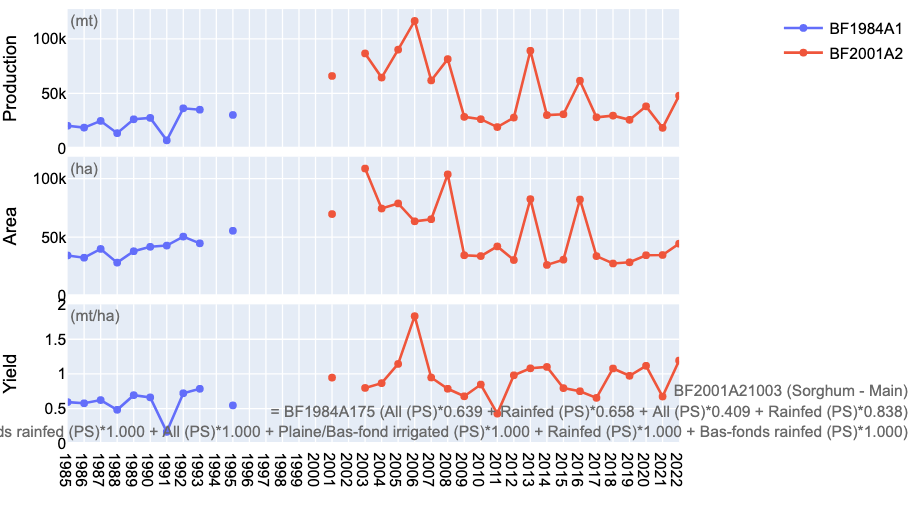 (mt)
Production
100k
50k
0
BF1984A1
BF2001A2
(ha)
Area
100k
50k
0
(mt/ha)
Yield
2
1.5
1
0.5
0
BF2001A21003 (Sorghum - Main)
= BF1984A175 (All (PS)*0.639 + Rainfed (PS)*0.658 + All (PS)*0.409 + Rainfed (PS)*0.838)
ds rainfed (PS)*1.000 + All (PS)*1.000 + Plaine/Bas-fond irrigated (PS)*1.000 + Rainfed (PS)*1.000 + Bas-fonds rainfed (PS)*1.000)
1985 1986 1987 1988 1989 1990 1991 1992 1993 1994 1995 1996 1997 1998 1999 2000 2001 2002 2003 2004 2005 2006 2007 2008 2009 2010 2011 2012 2013 2014 2015 2016 2017 2018 2019 2020 2021 2022